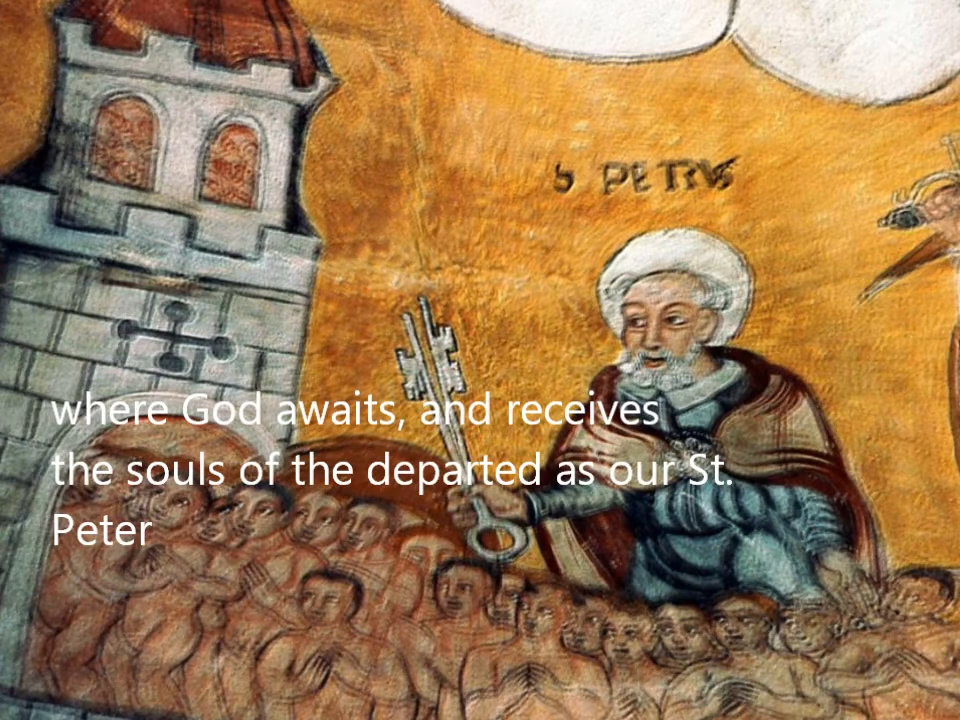 S PETRVS
where God awaits, and receives
the souls of the departed as our St.
Peter